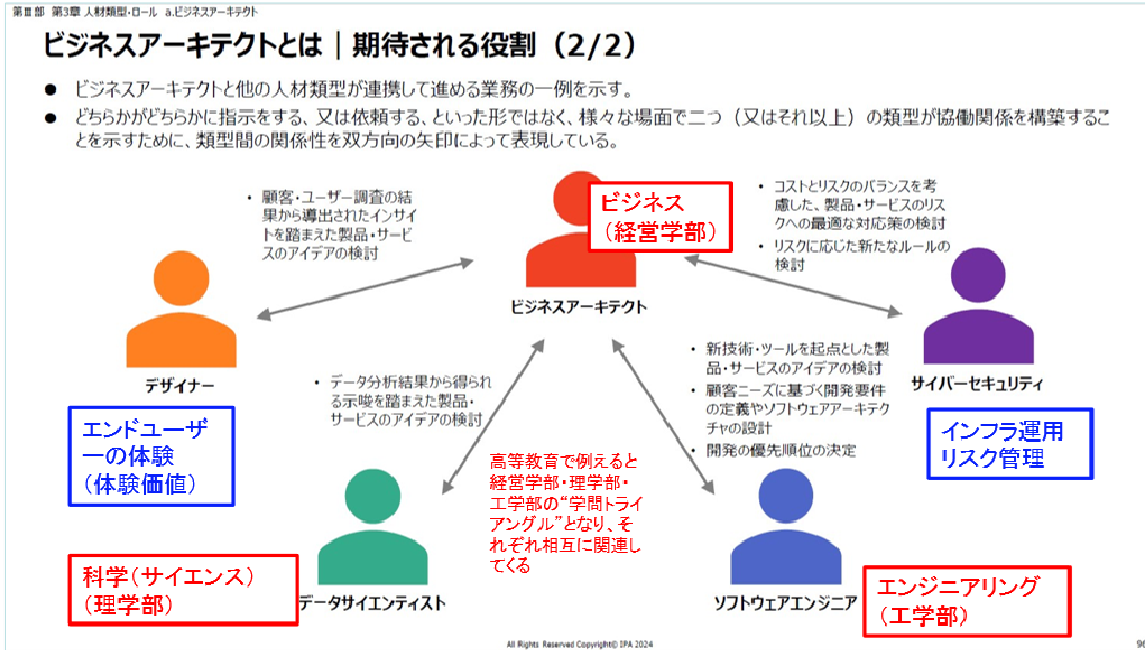 第Ⅲ部 第3章 人材類型・ロール a.ビジネスアーキテクト
ビジネスアーキテクトとは | 期待される役割(2/2)
● ビジネスアーキテクトと他の人材類型が連携して進める業務の一例を示す。
● どちらかがどちらかに指示をする、又は依頼する、といった形ではなく、様々な場面で二つ(又はそれ以上)の類型が協働関係を構築するこ
とを示すために、類型間の関係性を双方向の矢印によって表現している。
• 顧客・ユーザー調査の結
果から導出されたインサイ
トを踏まえた製品・サービ
スのアイデアの検討
ビジネス
(経営学部)
• コストとリスクのバランスを考
慮した、製品・サービスのリス
クへの最適な対応策の検討
• リスクに応じた新たなルールの
検討
ビジネスアーキテクト
デザイナー
サイバーセキュリティ
エンドユーザ
ーの体験
(体験価値)
• データ分析結果から得られ
る示唆を踏まえた製品・
サービスのアイデアの検討
• 新技術・ツールを起点とした製
品・サービスのアイデアの検討
• 顧客ニーズに基づく開発要件
の定義やソフトウェアアーキテク
チャの設計
• 開発の優先順位の決定
インフラ運用
リスク管理
高等教育で例えると
経営学部・理学部・
工学部の“学問トライ
アングル”となり、そ
れぞれ相互に関連し
てくる
科学(サイエンス)
(理学部)
データサイエンティスト
ソフトウェアエンジニア
エンジニアリング
(工学部)
All Rights Reserved Copyright© IPA 2024
96